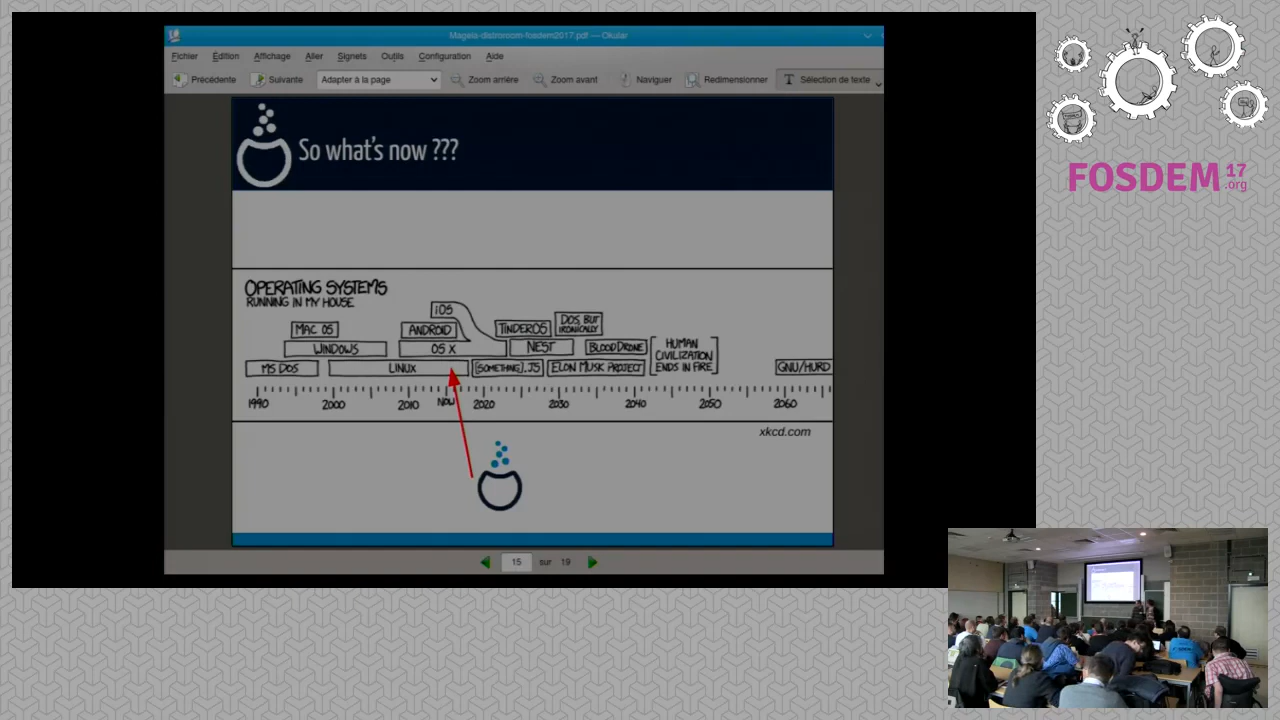 Mageia-distroroom-fosdem2017.pdf — Okular
Fichier Édition Affichage Aller Signets Outils Configuration Aide
Précédente Suivante Adapter à la page Zoom arrière Zoom avant Naviguer Redimensionner Sélection de texte
So what's now ???
OPERATING SYSTEMS
RUNNING IN MY HOUSE
iOS
MAC OS ANDROID TINDEROS DOS, BUT IRONICALLY
WINDOWS OS X NEST BLOODDRONE [HUMAN CIVILIZATION ENDS IN FIRE]
MS DOS LINUX [SOMETHING].JS ELON MUSK PROJECT GNU/HURD
1990 2000 2010 NOW 2020 2030 2040 2050 2060
xkcd.com
15 sur 19
FOSDEM 17 .org